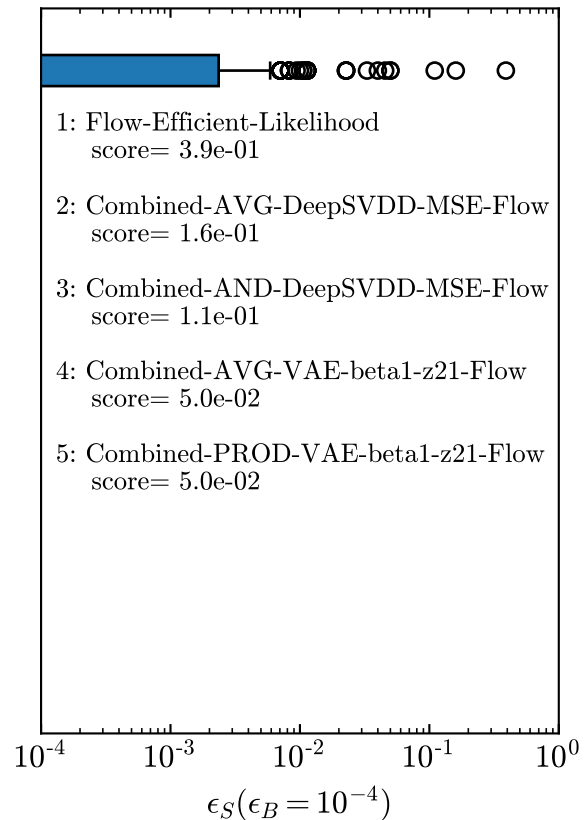 1: Flow-Efficient-Likelihood
score= 3.9e-01
2: Combined-AVG-DeepSVDD-MSE-Flow
score= 1.6e-01
3: Combined-AND-DeepSVDD-MSE-Flow
score= 1.1e-01
4: Combined-AVG-VAE-beta1-z21-Flow
score= 5.0e-02
5: Combined-PROD-VAE-beta1-z21-Flow
score= 5.0e-02
10⁻⁴ 10⁻³ 10⁻² 10⁻¹ 10⁰
ϵ_S(ϵ_B = 10⁻⁴)